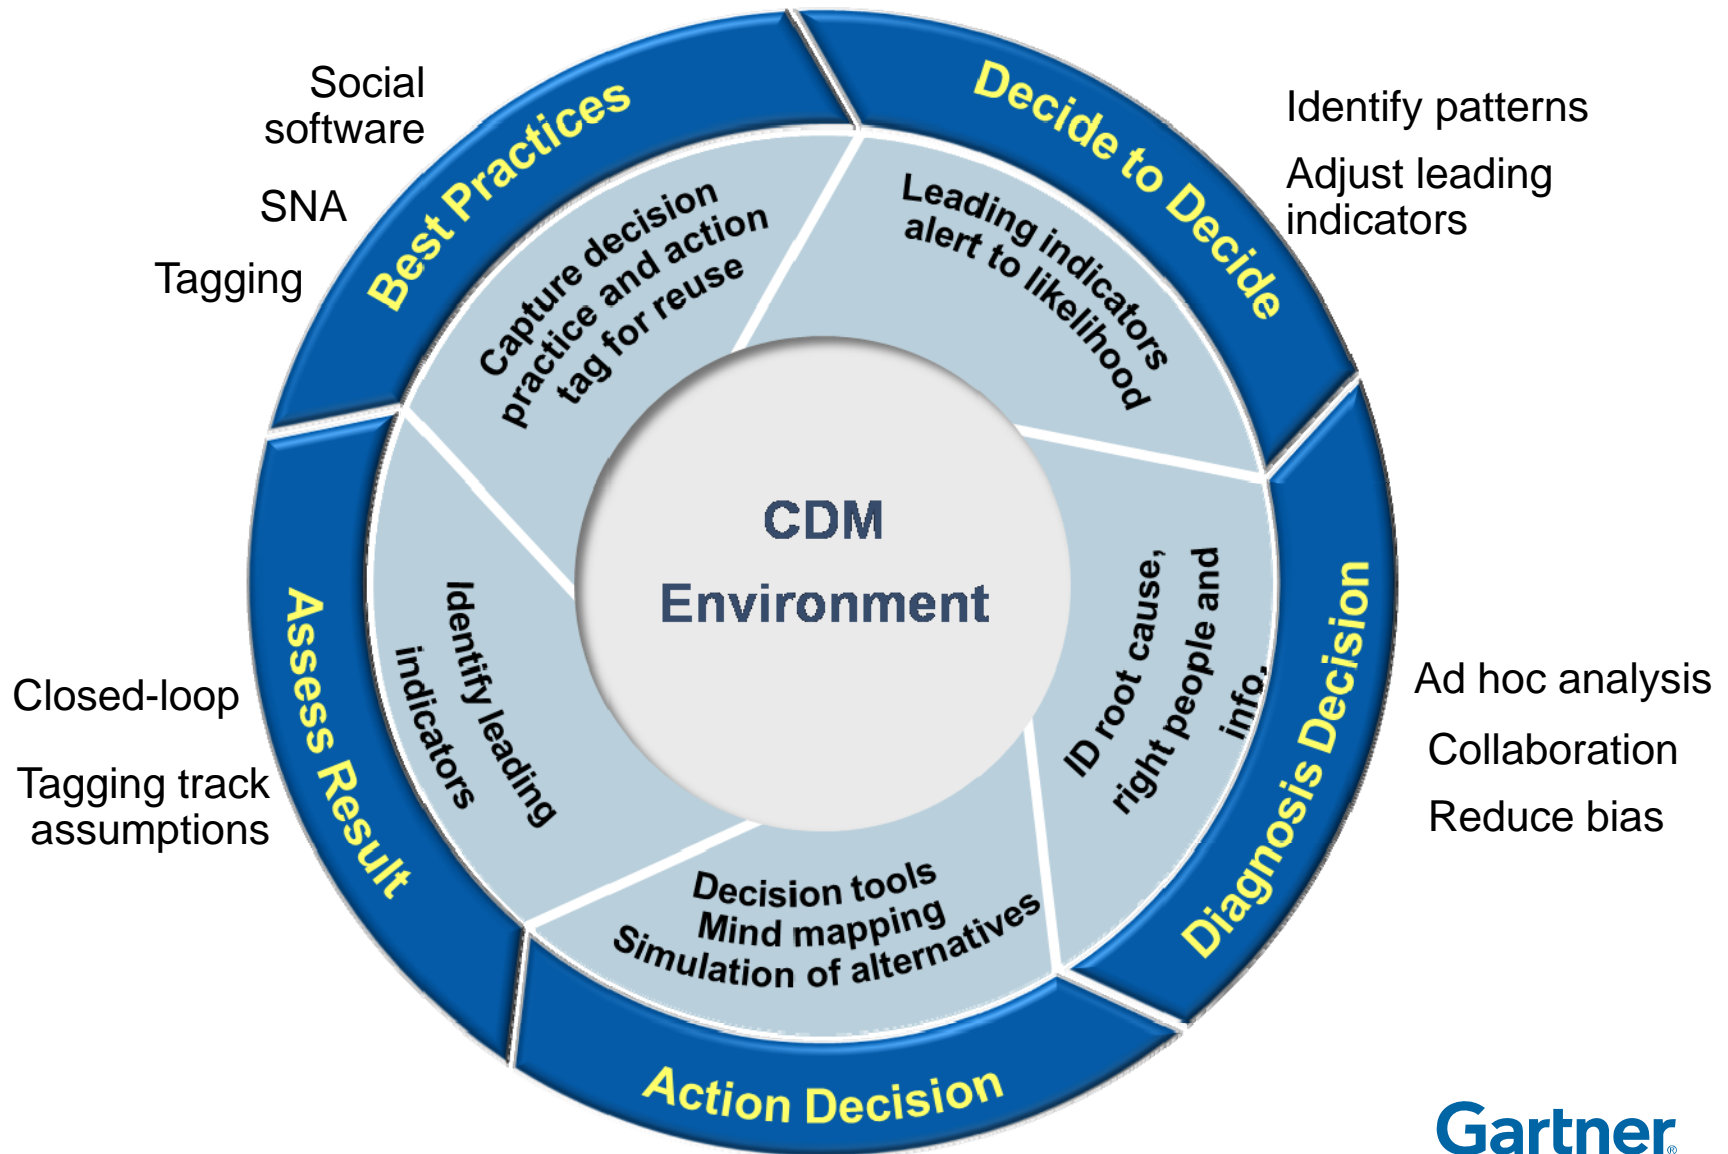 Social
software
SNA
Tagging
Best Practices
Capture decision
practice and action
tag for reuse
Decide to Decide
Leading indicators
alert to likelihood
Identify patterns
Adjust leading
indicators
CDM
Environment
Diagnosis Decision
ID root cause,
right people and
info.
Ad hoc analysis
Collaboration
Reduce bias
Action Decision
Decision tools
Mind mapping
Simulation of alternatives
Assess Result
Identify leading
indicators
Closed-loop
Tagging track
assumptions
Gartner®